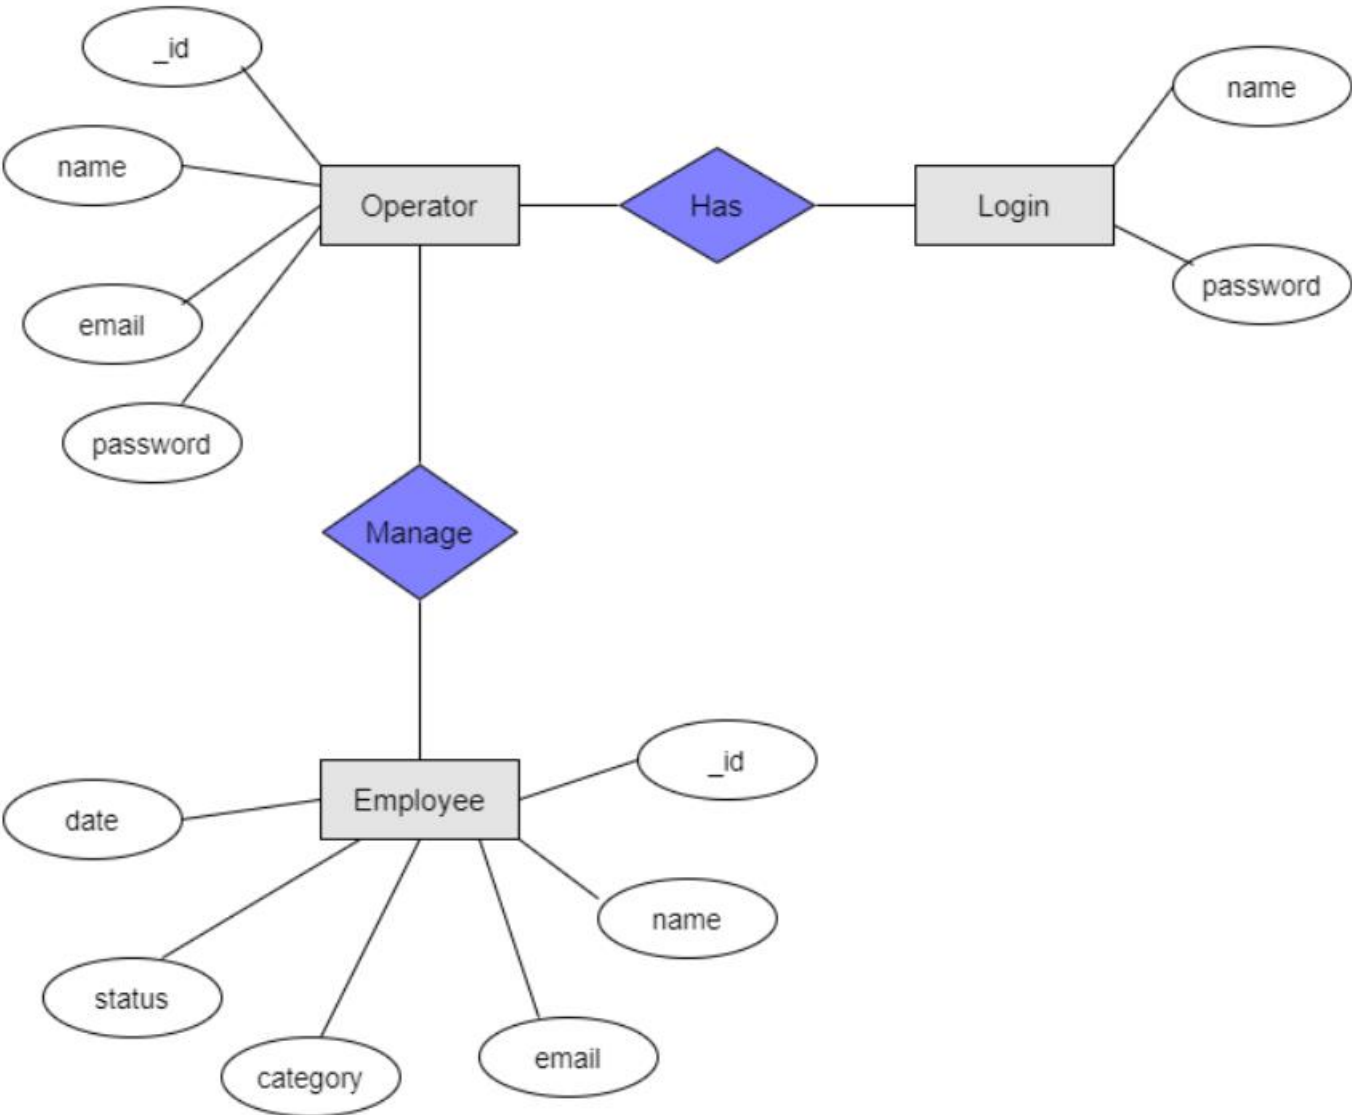 _id
name
name
Operator
Has
Login
email
password
password
Manage
_id
Employee
date
name
status
email
category